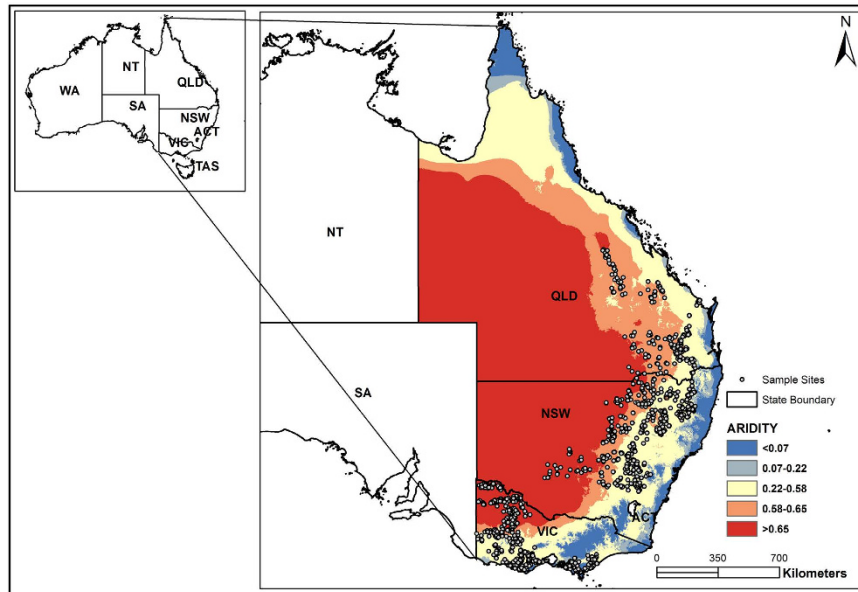 WA
NT
QLD
SA
NSW
ACT
VIC
TAS
N
NT
QLD
SA
NSW
ACT
VIC
Sample Sites
State Boundary
ARIDITY
<0.07
0.07-0.22
0.22-0.58
0.58-0.65
>0.65
0 350 700
Kilometers